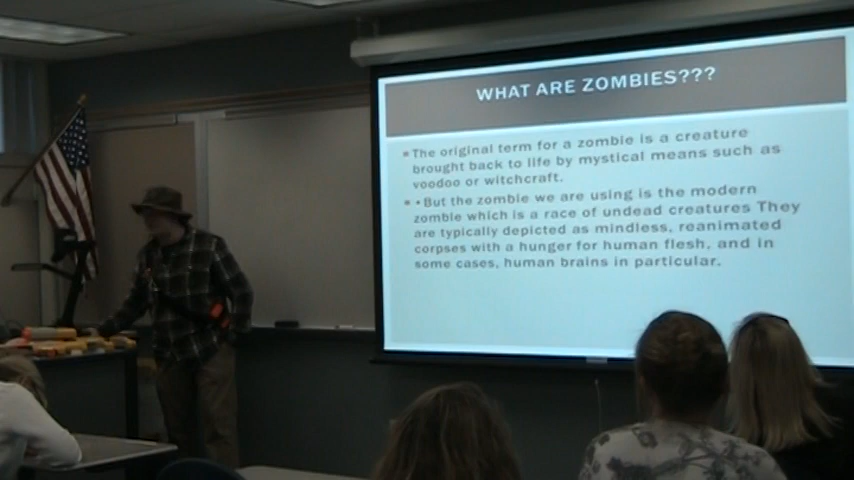 WHAT ARE ZOMBIES???
▪ The original term for a zombie is a creature
brought back to life by mystical means such as
voodoo or witchcraft.
▪ • But the zombie we are using is the modern
zombie which is a race of undead creatures They
are typically depicted as mindless, reanimated
corpses with a hunger for human flesh, and in
some cases, human brains in particular.